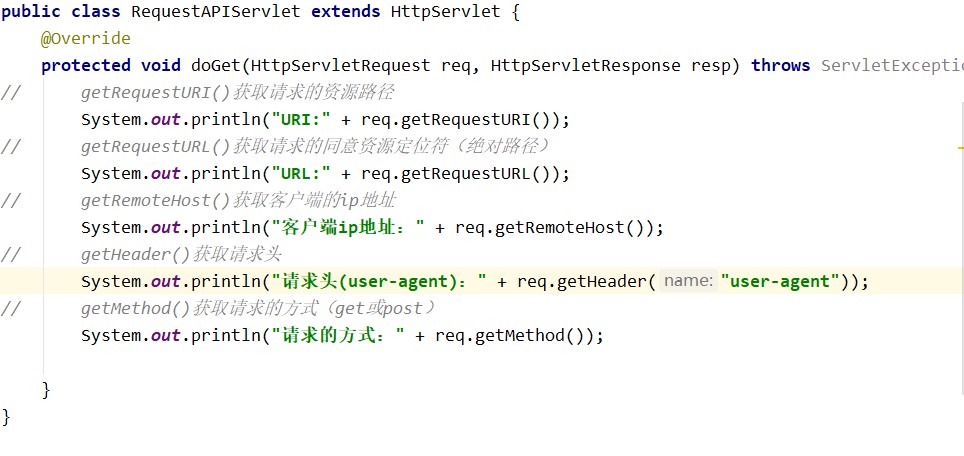 public class RequestAPIServlet extends HttpServlet {
    @Override
    protected void doGet(HttpServletRequest req, HttpServletResponse resp) throws ServletExceptio
//      getRequestURI()获取请求的资源路径
        System.out.println("URI:" + req.getRequestURI());
//      getRequestURL()获取请求的同意资源定位符（绝对路径）
        System.out.println("URL:" + req.getRequestURL());
//      getRemoteHost()获取客户端的ip地址
        System.out.println("客户端ip地址：" + req.getRemoteHost());
//      getHeader()获取请求头
        System.out.println("请求头(user-agent)：" + req.getHeader( name: "user-agent"));
//      getMethod()获取请求的方式（get或post）
        System.out.println("请求的方式：" + req.getMethod());
    }
}